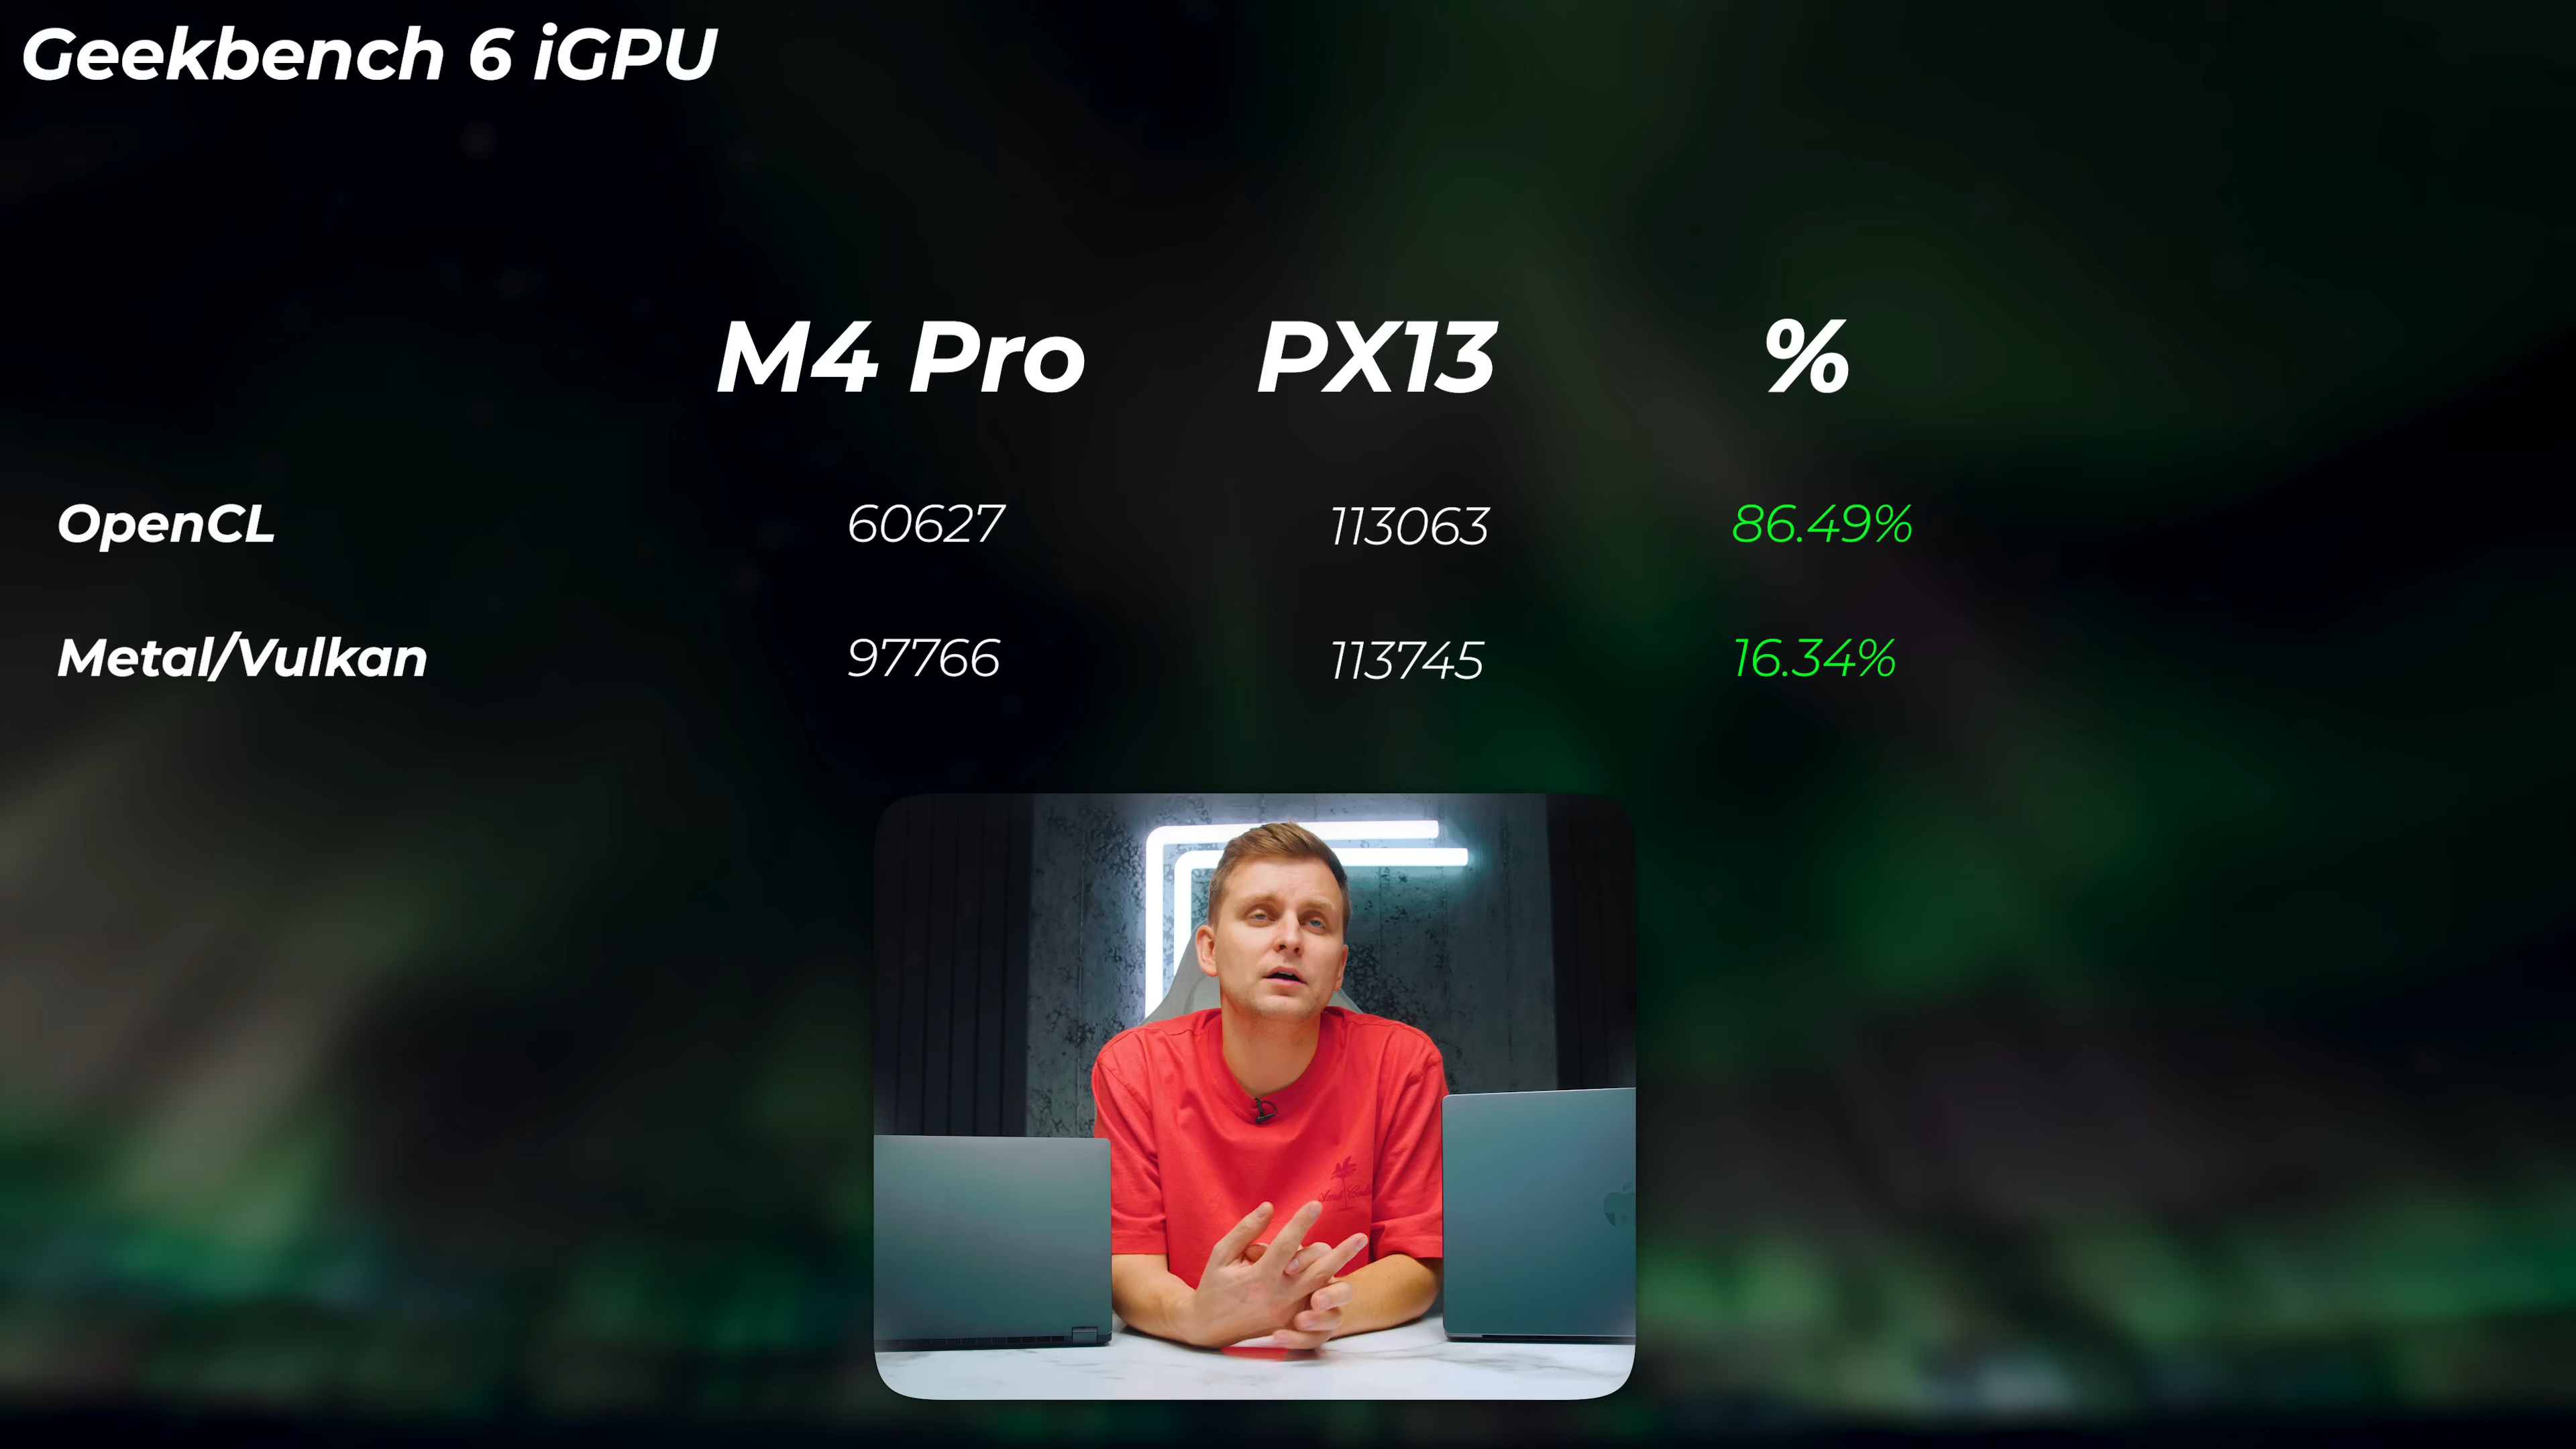 Geekbench 6 iGPU
M4 Pro PX13 %
OpenCL 60627 113063 86.49%
Metal/Vulkan 97766 113745 16.34%